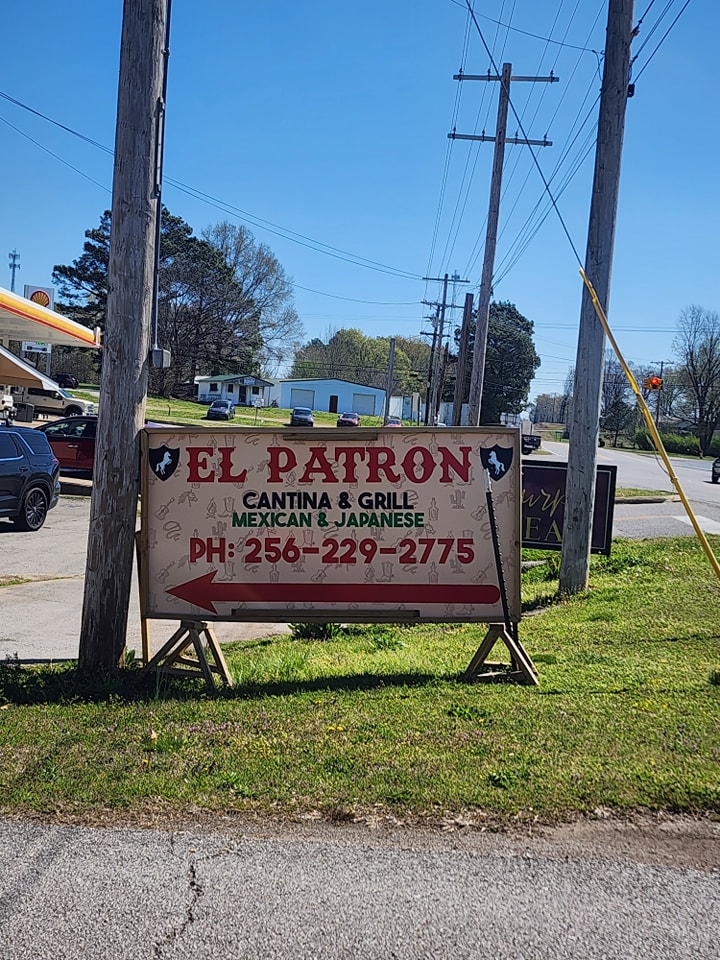 EL PATRON
CANTINA & GRILL
MEXICAN & JAPANESE
PH: 256-229-2775